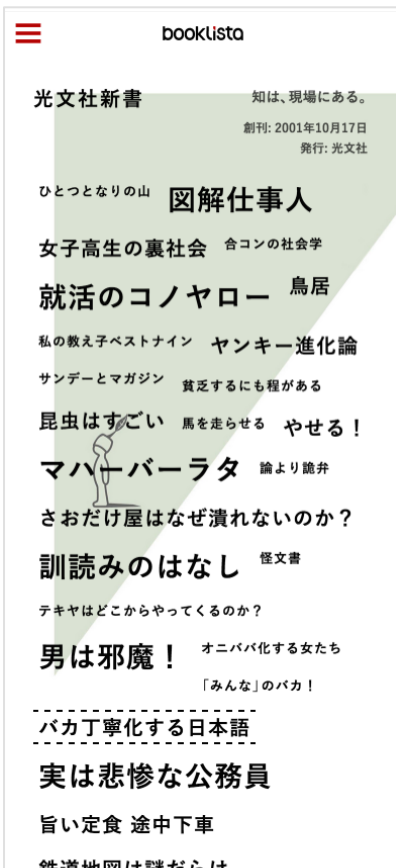 booklista
光文社新書
知は、現場にある。
創刊: 2001年10月17日
発行: 光文社
ひとつとなりの山 図解仕事人
女子高生の裏社会 合コンの社会学
就活のコノヤロー 鳥居
私の教え子ベストナイン ヤンキー進化論
サンデーとマガジン 貧乏するにも程がある
昆虫はすごい 馬を走らせる やせる！
マハーバーラタ 論より詭弁
さおだけ屋はなぜ潰れないのか？
訓読みのはなし 怪文書
テキヤはどこからやってくるのか？
男は邪魔！ オニババ化する女たち
「みんな」のバカ！
バカ丁寧化する日本語
実は悲惨な公務員
旨い定食 途中下車
鉄道地図は謎だらけ